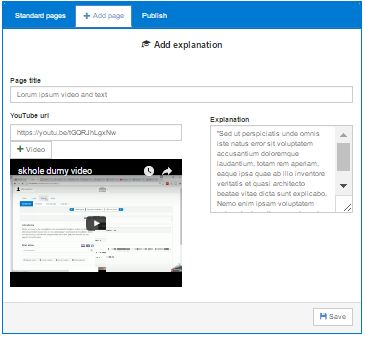 Standard pages
+ Add page
Publish
Add explanation
Page title
Lorum ipsum video and text
YouTube url
https://youtu.be/tGQRJhLgxNw
+ Video
skhole dumy video
Explanation
"Sed ut perspiciatis unde omnis
iste natus error sit voluptatem
accusantium doloremque
laudantium, totam rem aperiam,
eaque ipsa quae ab illo inventore
veritatis et quasi architecto
beatae vitae dicta sunt explicabo.
Nemo enim ipsam voluptatem
Save